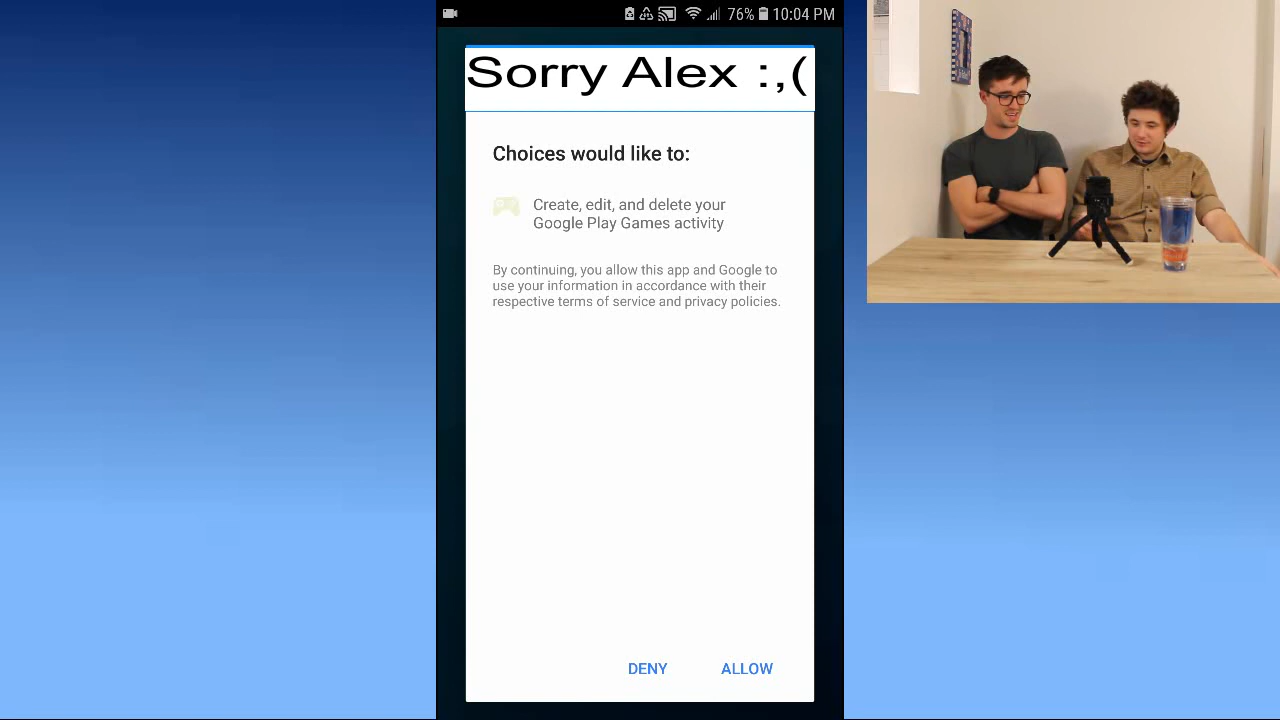 76% 10:04 PM
Sorry Alex :,(
Choices would like to:
Create, edit, and delete your
Google Play Games activity
By continuing, you allow this app and Google to
use your information in accordance with their
respective terms of service and privacy policies.
DENY ALLOW